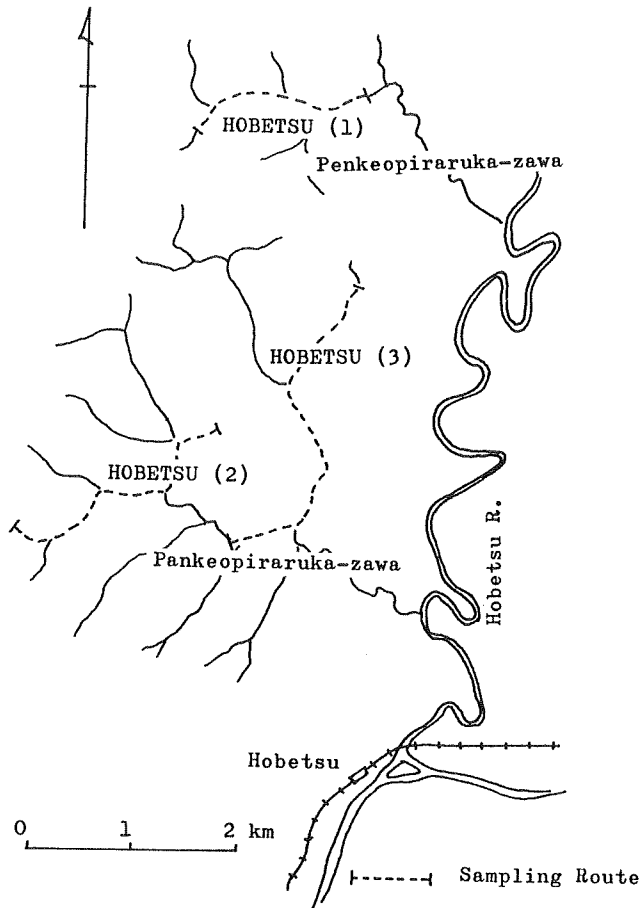 HOBETSU (1)
Penkeopiraruka-zawa
HOBETSU (3)
HOBETSU (2)
Hobetsu R.
Pankeopiraruka-zawa
Hobetsu
0 1 2 km
Sampling Route